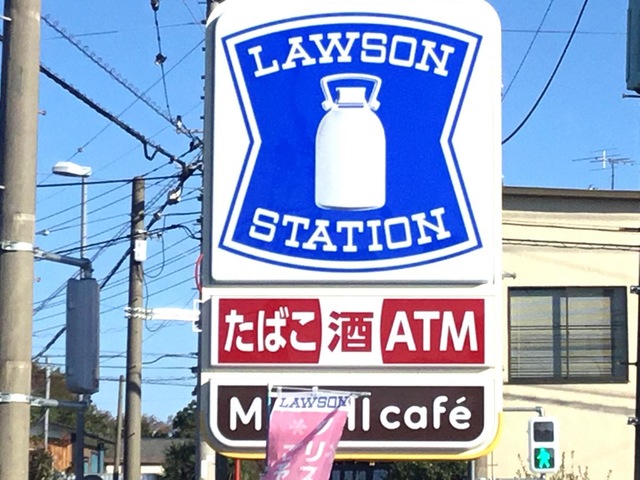 LAWSON
STATION
たばこ 酒 ATM
café
LAWSON